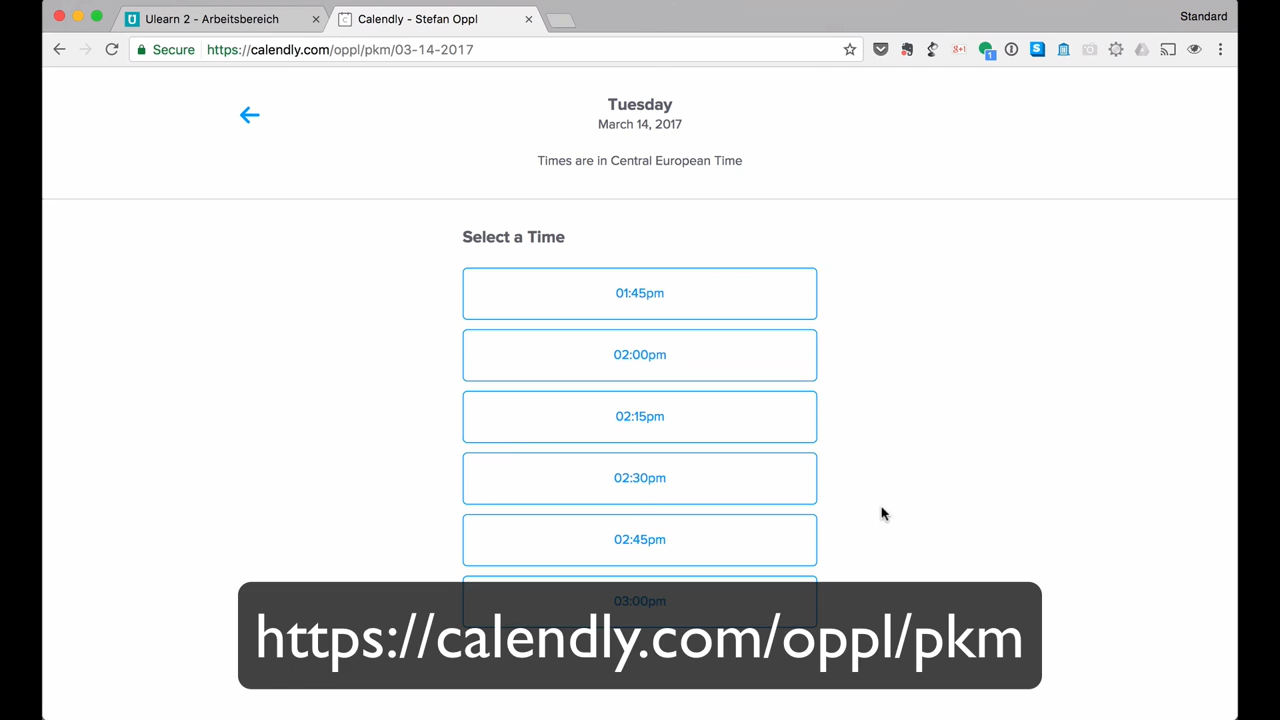 Ulearn 2 - Arbeitsbereich
Calendly - Stefan Oppl
Standard
Secure
https://calendly.com/oppl/pkm/03-14-2017
Tuesday
March 14, 2017
Times are in Central European Time
Select a Time
01:45pm
02:00pm
02:15pm
02:30pm
02:45pm
03:00pm
https://calendly.com/oppl/pkm